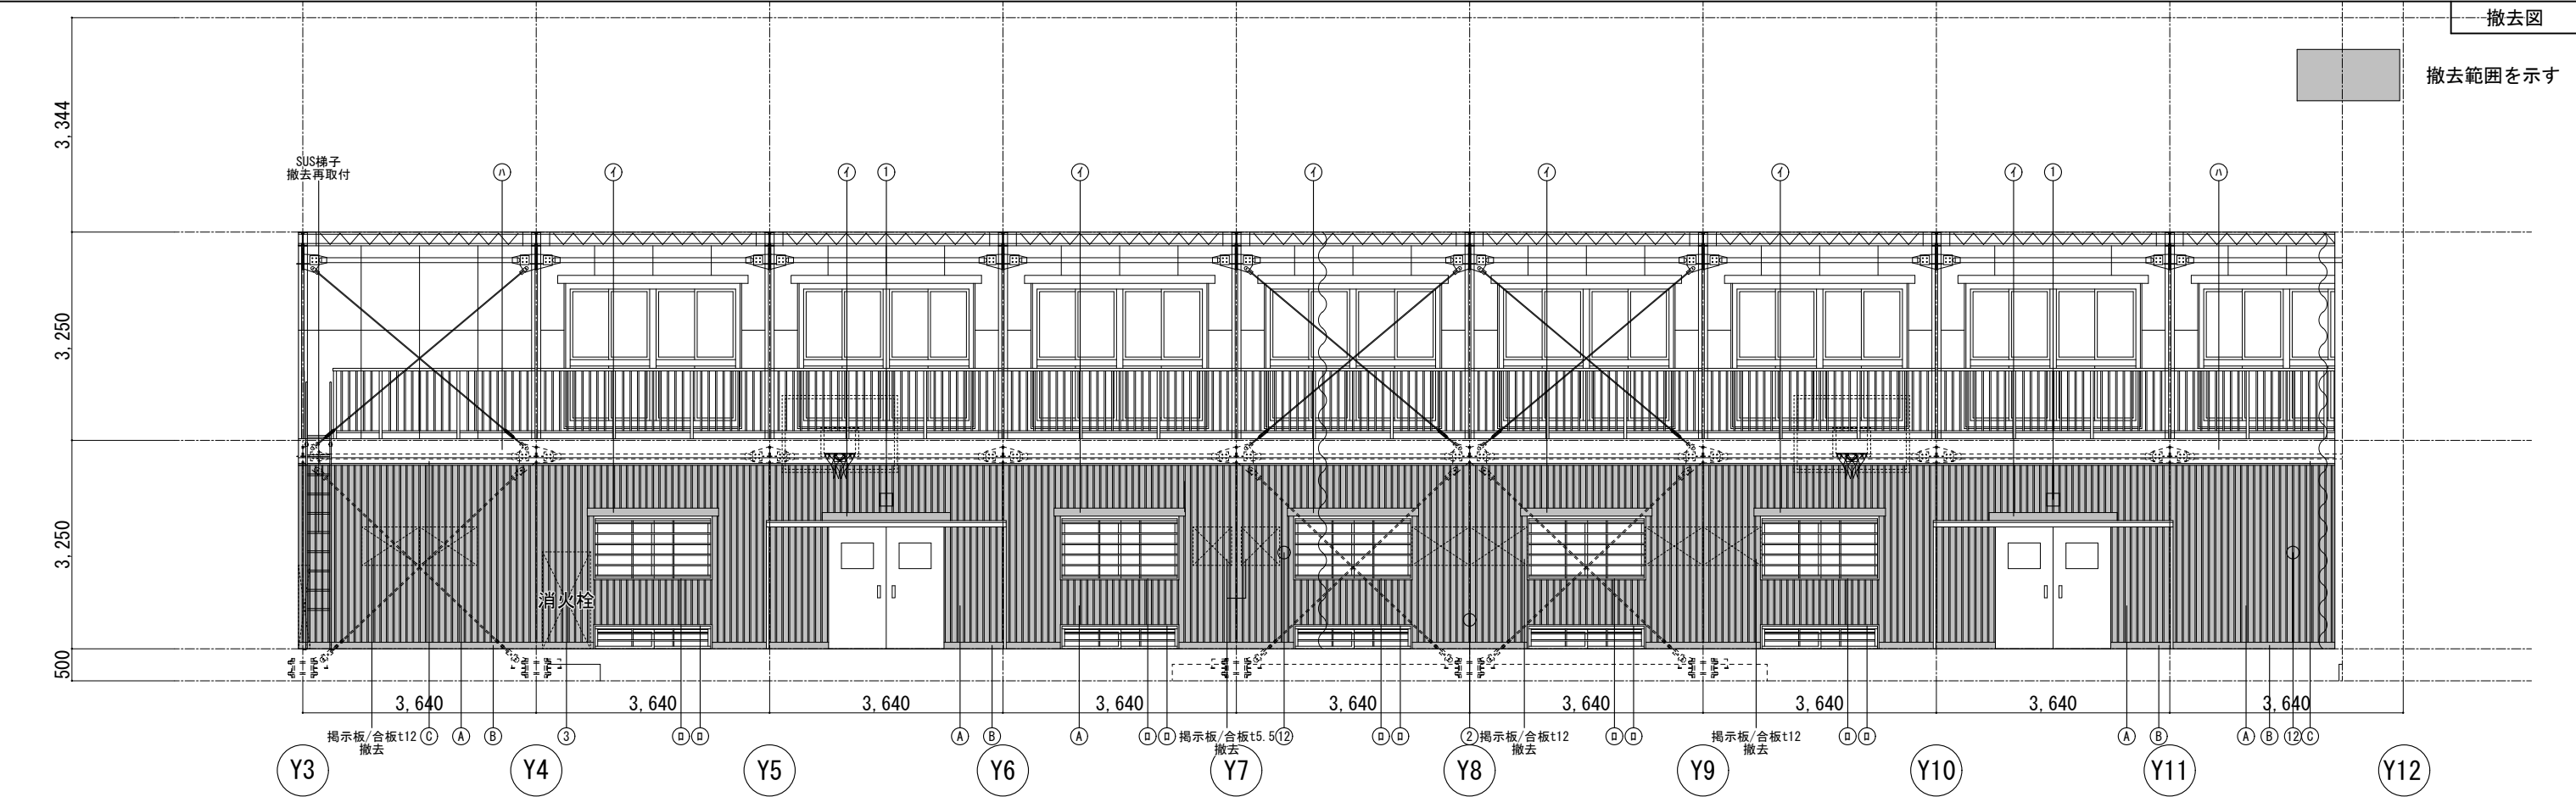 撤去図
撤去範囲を示す
3,344
3,250
3,250
500
SUS梯子
撤去再取付
ハ
イ
イ
1
イ
イ
イ
イ
イ
1
ハ
消火栓
3,640
3,640
3,640
3,640
3,640
3,640
3,640
3,640
3,640
掲示板/合板t12
撤去
C
A
B
3
ロ
ロ
A
B
A
ロ
ロ
掲示板/合板t5.5
撤去
12
ロ
ロ
2
掲示板/合板t12
撤去
ロ
ロ
掲示板/合板t12
撤去
ロ
ロ
A
B
A
B
12
C
Y3
Y4
Y5
Y6
Y7
Y8
Y9
Y10
Y11
Y12